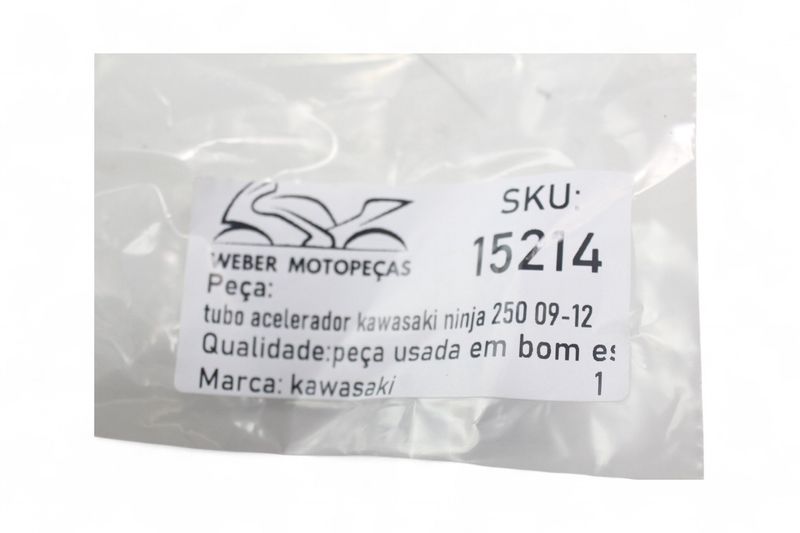 SKU:
15214
WEBER MOTOPEÇAS
Peça:
tubo acelerador kawasaki ninja 250 09-12
Qualidade:peça usada em bom es
Marca: kawasaki 1